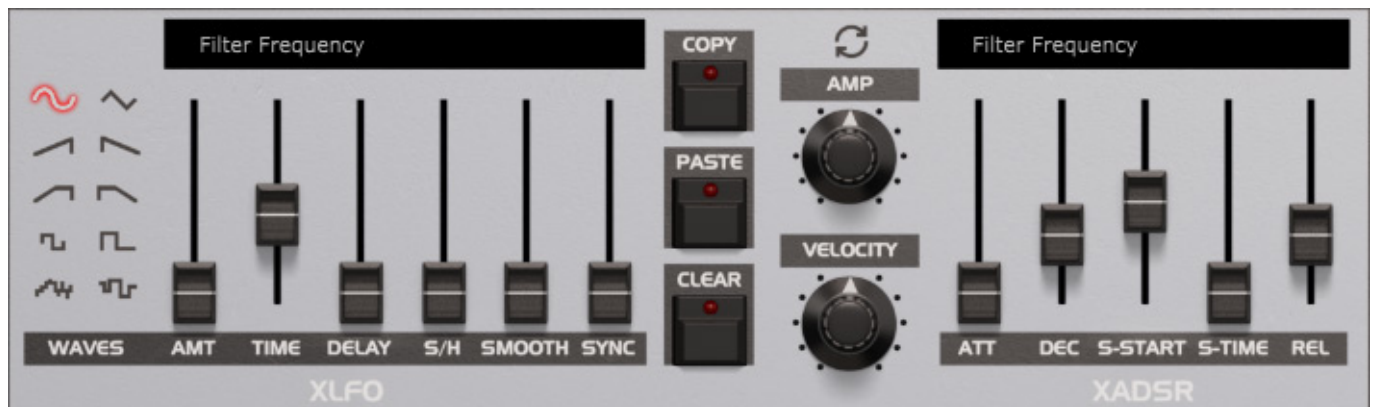 Filter Frequency
WAVES AMT TIME DELAY S/H SMOOTH SYNC
XLFO
COPY
PASTE
CLEAR
AMP
VELOCITY
Filter Frequency
ATT DEC S-START S-TIME REL
XADSR